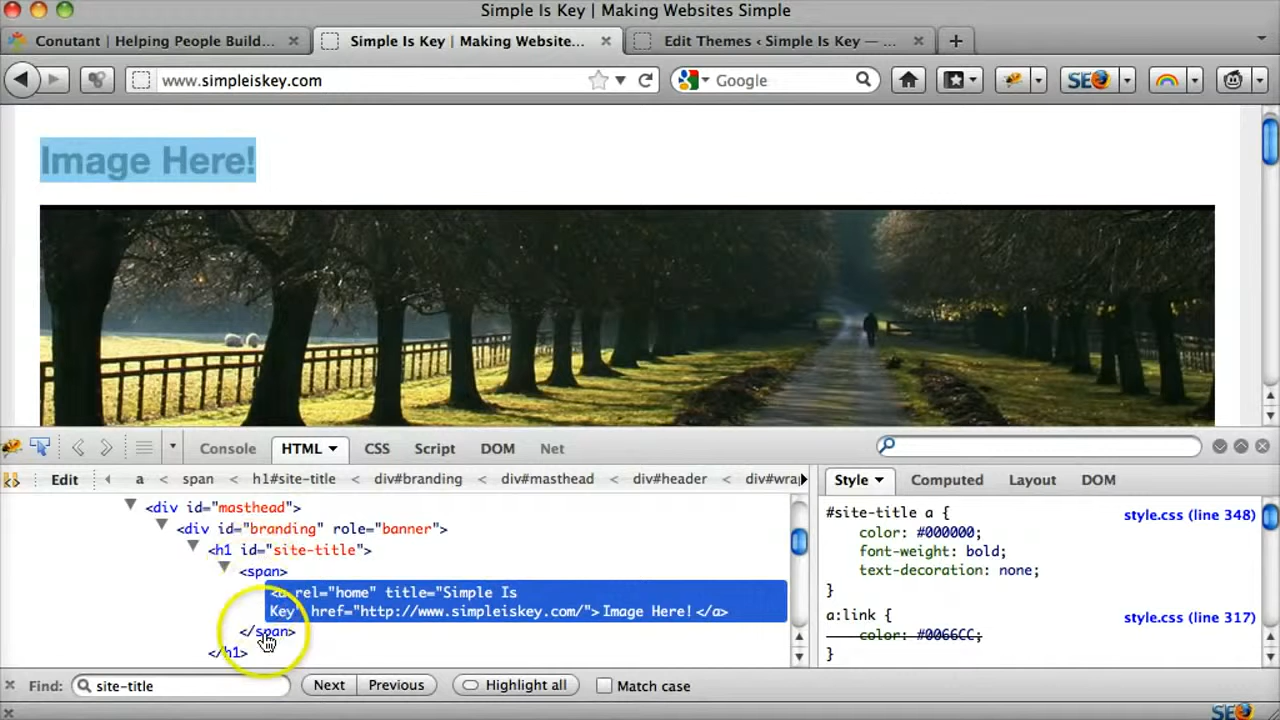 Simple Is Key | Making Websites Simple
Conutant | Helping People Build...
Simple Is Key | Making Website...
Edit Themes ‹ Simple Is Key — ...
www.simpleiskey.com
Google
SEO
Image Here!
Console
HTML
CSS
Script
DOM
Net
Edit
a < span < h1#site-title < div#branding < div#masthead < div#header < div#wrap
Style
Computed
Layout
DOM
<div id="masthead">
<div id="branding" role="banner">
<h1 id="site-title">
<span>
<a rel="home" title="Simple Is
Key" href="http://www.simpleiskey.com/"> Image Here! </a>
</span>
</h1>
#site-title a {
style.css (line 348)
color: #000000;
font-weight: bold;
text-decoration: none;
}
a:link {
style.css (line 317)
color: #0066CC;
}
Find:
site-title
Next
Previous
Highlight all
Match case
SEO